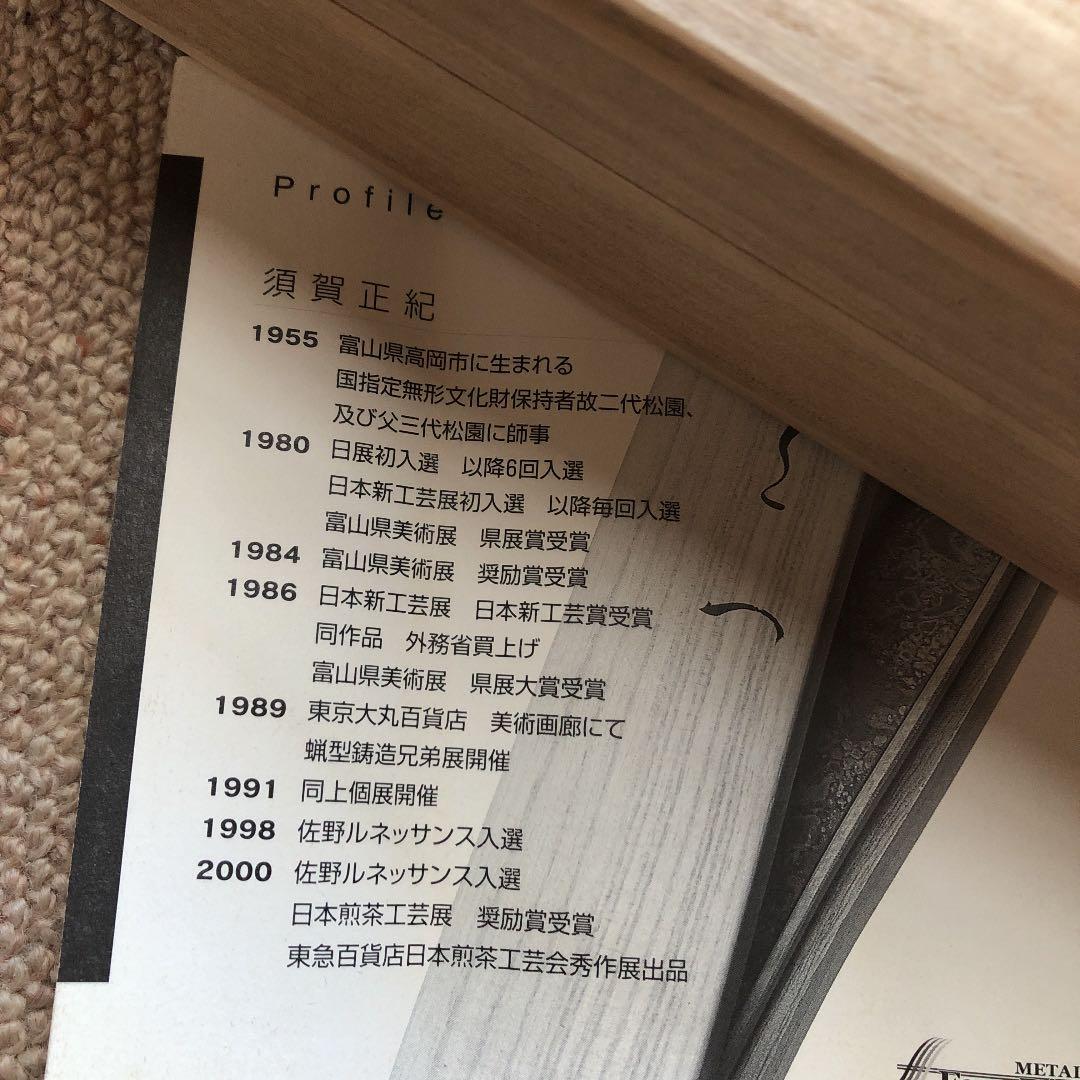 Profile
須賀正紀
1955 富山県高岡市に生まれる
国指定無形文化財保持者故二代松園、
及び父三代松園に師事
1980 日展初入選 以降6回入選
日本新工芸展初入選 以降毎回入選
富山県美術展 県展賞受賞
1984 富山県美術展 奨励賞受賞
1986 日本新工芸展 日本新工芸賞受賞
同作品 外務省買上げ
富山県美術展 県展大賞受賞
1989 東京大丸百貨店 美術画廊にて
蝋型鋳造兄弟展開催
1991 同上個展開催
1998 佐野ルネッサンス入選
2000 佐野ルネッサンス入選
日本煎茶工芸展 奨励賞受賞
東急百貨店日本煎茶工芸会秀作展出品
METAL